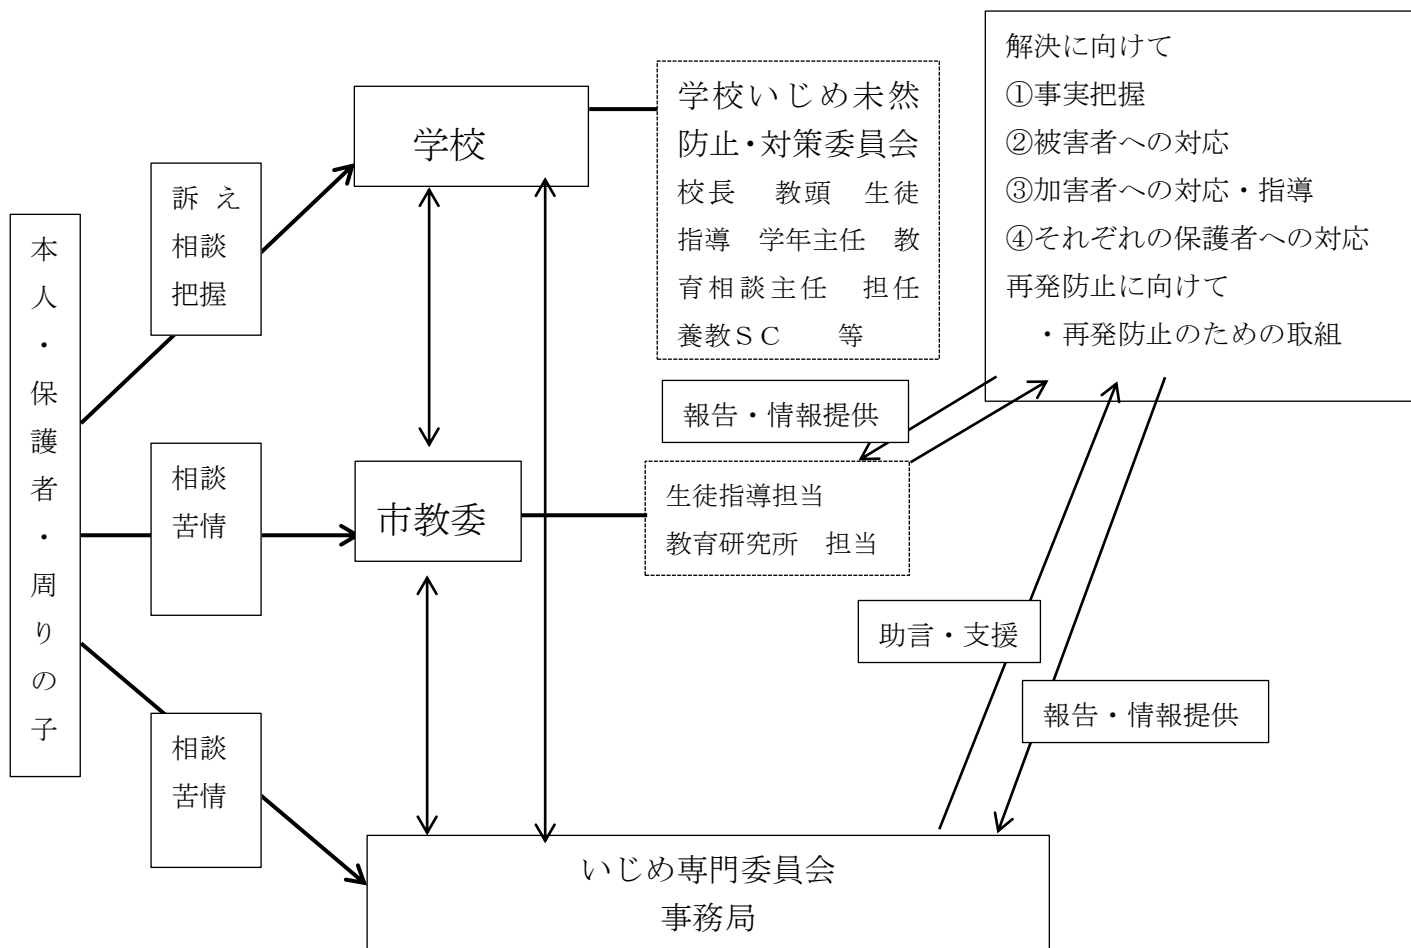 本人・保護者・周りの子
訴え
相談
把握
相談
苦情
相談
苦情
学校
市教委
学校いじめ未然
防止・対策委員会
校長　教頭　生徒
指導　学年主任　教
育相談主任　担任
養教ＳＣ　　等
報告・情報提供
生徒指導担当
教育研究所　担当
解決に向けて
①事実把握
②被害者への対応
③加害者への対応・指導
④それぞれの保護者への対応
再発防止に向けて
・再発防止のための取組
助言・支援
報告・情報提供
いじめ専門委員会
事務局